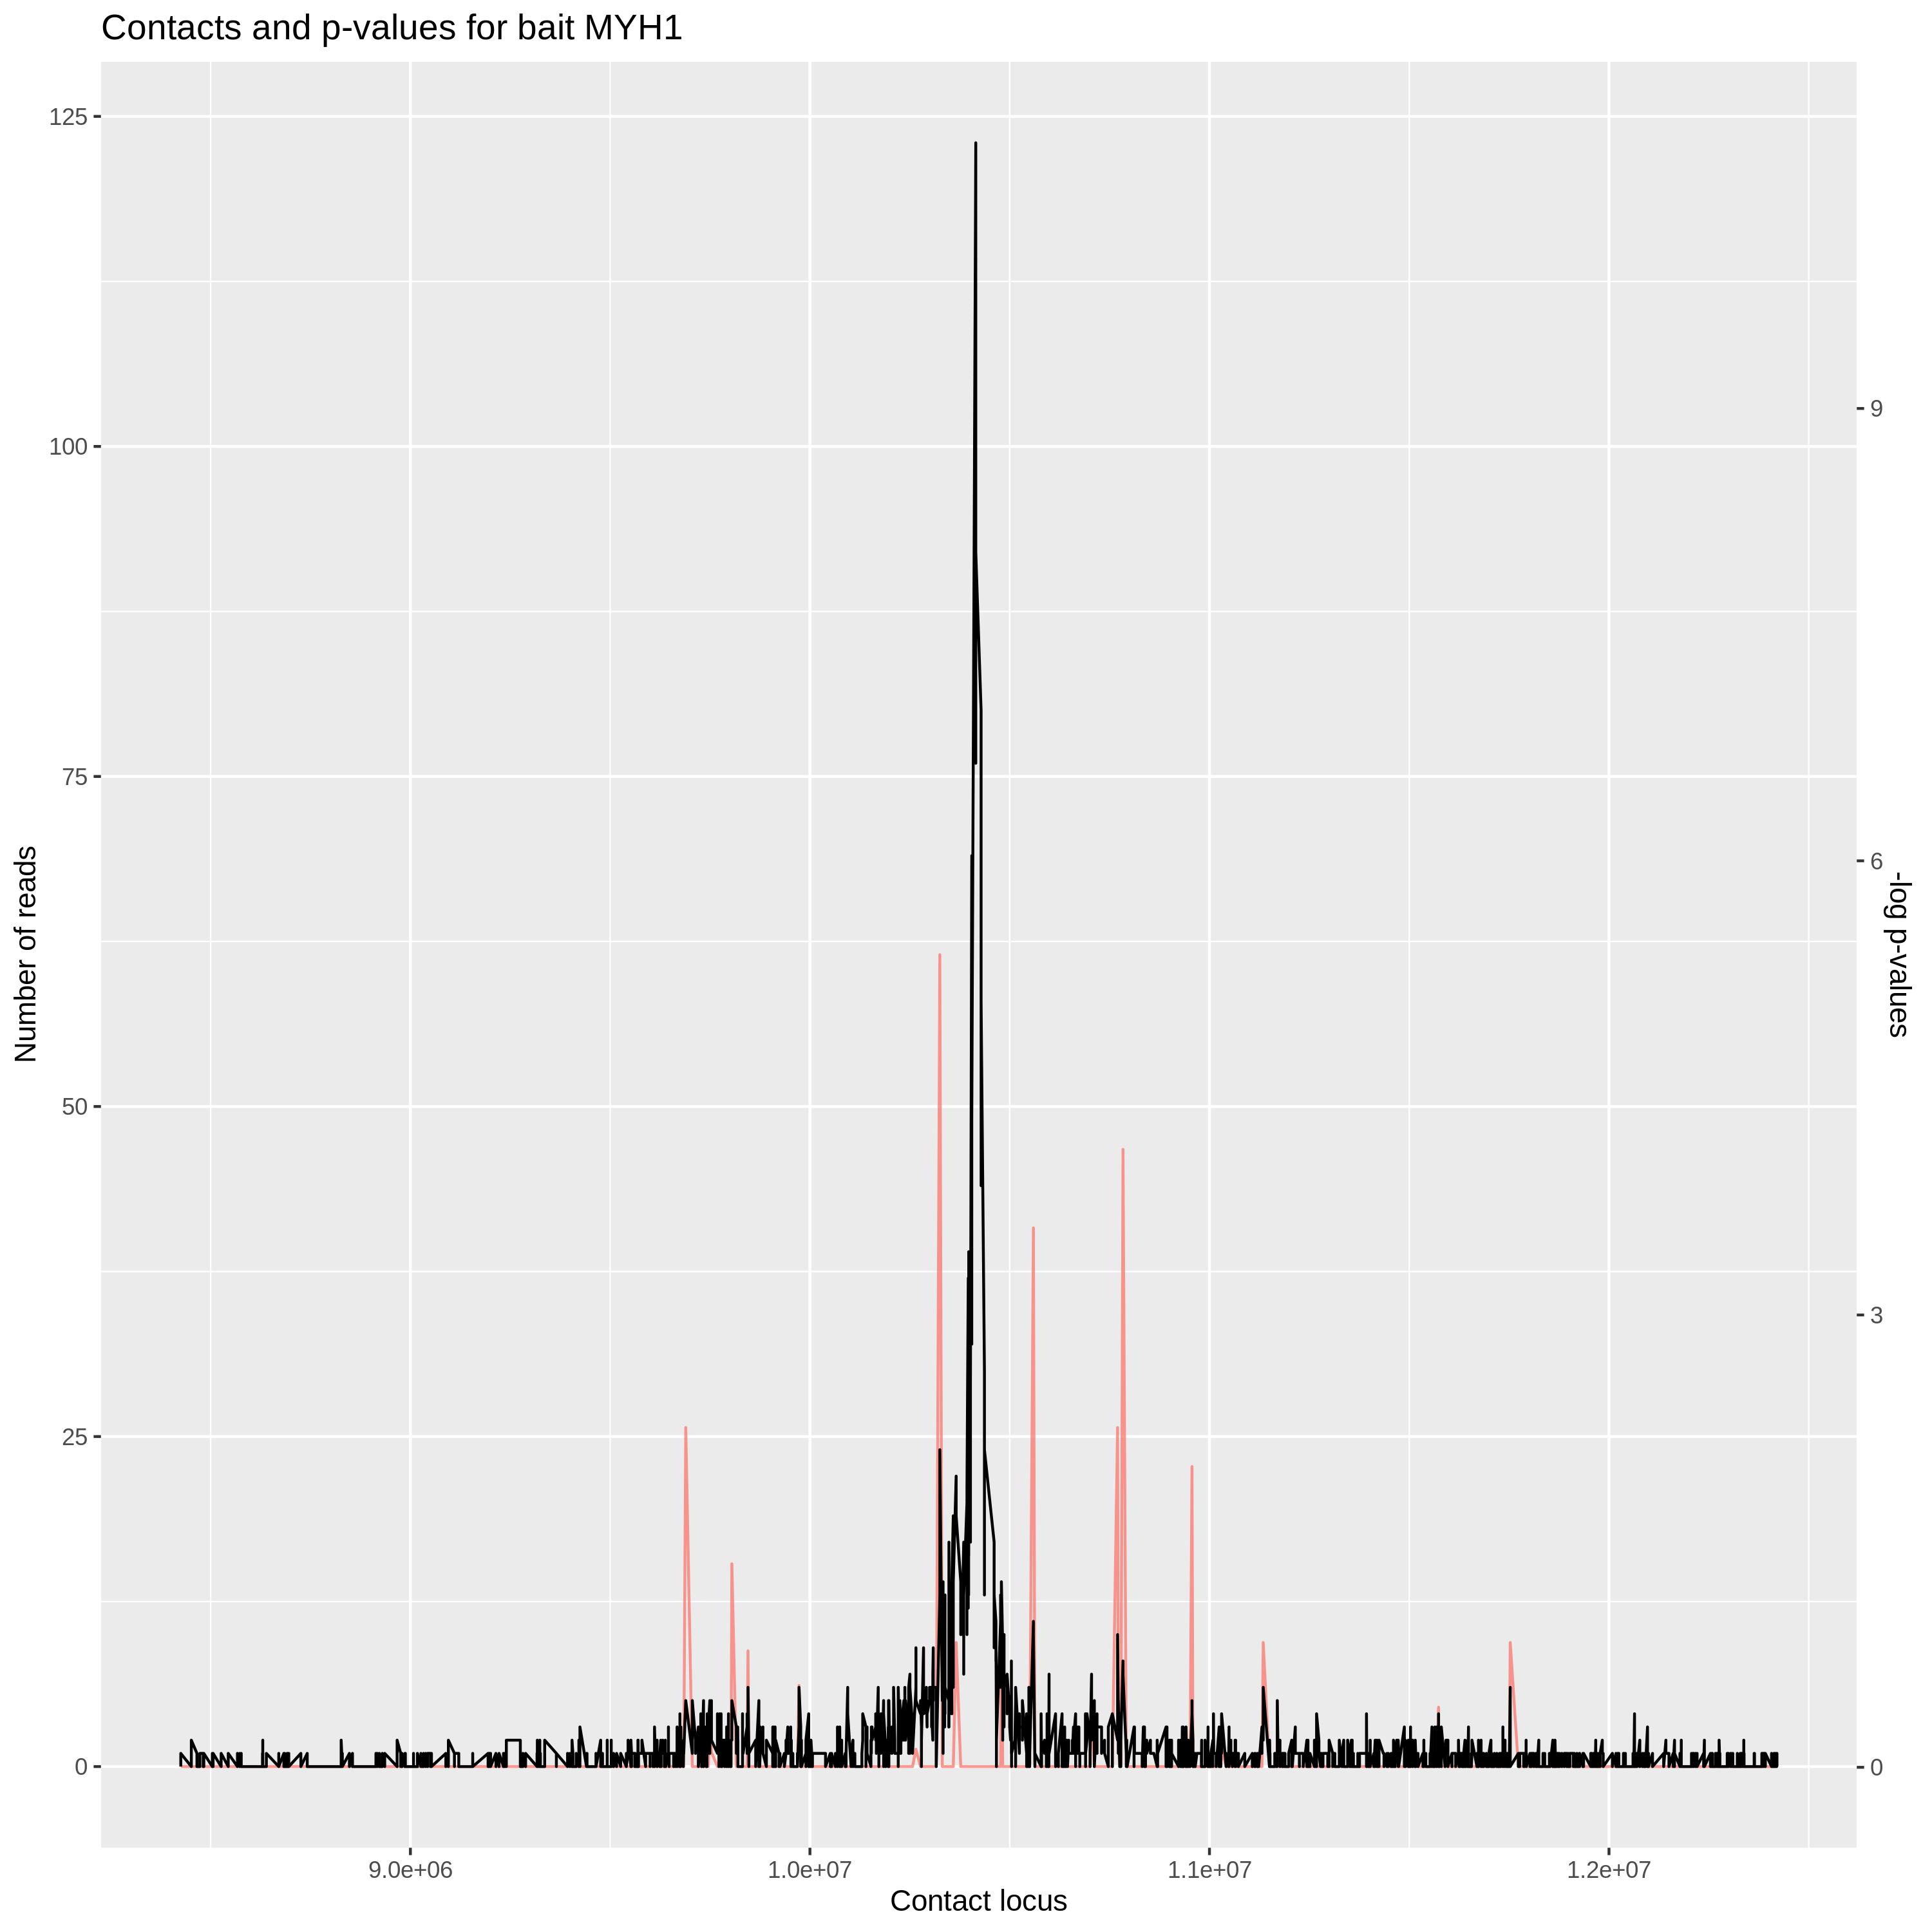 Contacts and p-values for bait MYH1
125
100
75
50
25
0
Number of reads
9
6
3
0
-log p-values
9.0e+06
1.0e+07
1.1e+07
1.2e+07
Contact locus